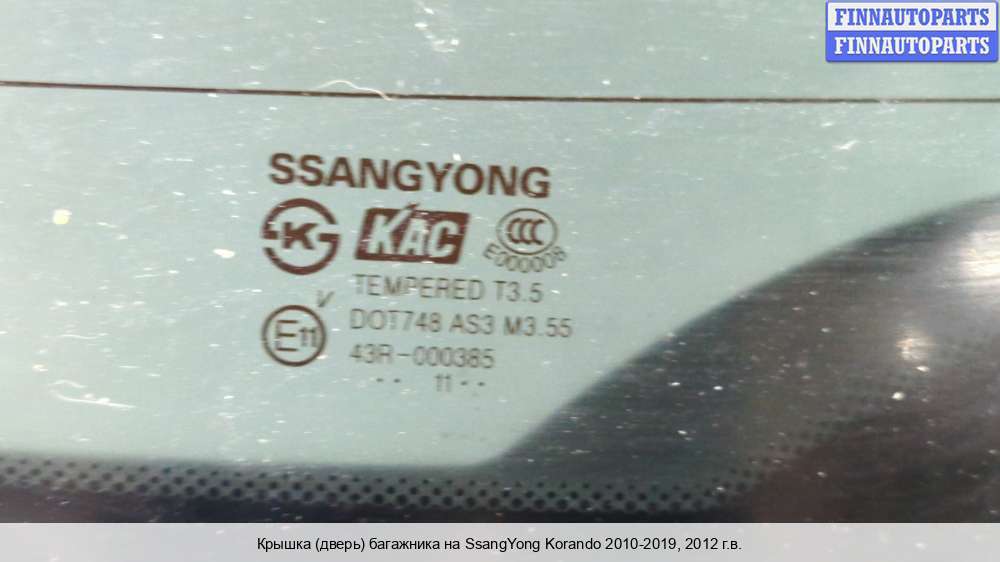 FINNAUTOPARTS
FINNAUTOPARTS
SSANGYONG
K KAC CCC
E000008
TEMPERED T3.5
V
DOT748 AS3 M3.55
E11
43R-000385
•• 11 ••
Крышка (дверь) багажника на SsangYong Korando 2010-2019, 2012 г.в.